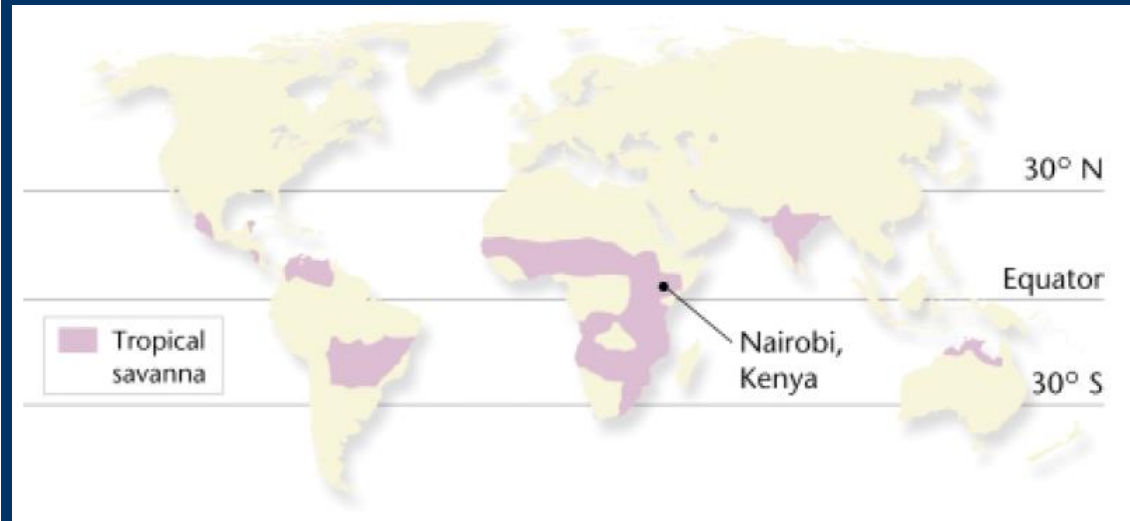 30° N
Equator
Tropical
savanna
Nairobi,
Kenya
30° S